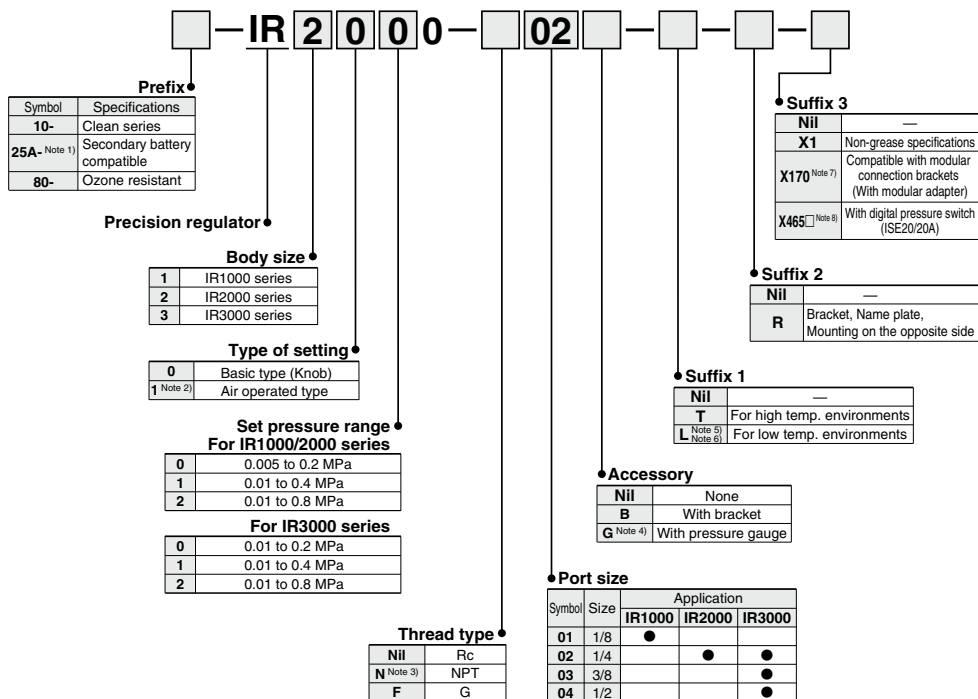 IR 2 0 0 0 02
Prefix
Symbol Specifications
10- Clean series
25A- Note 1) Secondary battery
compatible
80- Ozone resistant
Precision regulator
Body size
1 IR1000 series
2 IR2000 series
3 IR3000 series
Type of setting
0 Basic type (Knob)
1 Note 2) Air operated type
Set pressure range
For IR1000/2000 series
0 0.005 to 0.2 MPa
1 0.01 to 0.4 MPa
2 0.01 to 0.8 MPa
For IR3000 series
0 0.01 to 0.2 MPa
1 0.01 to 0.4 MPa
2 0.01 to 0.8 MPa
Thread type
Nil Rc
N Note 3) NPT
F G
Port size
Symbol Size Application
IR1000 IR2000 IR3000
01 1/8 ●
02 1/4 ● ●
03 3/8 ●
04 1/2 ●
Accessory
Nil None
B With bracket
G Note 4) With pressure gauge
Suffix 1
Nil —
T For high temp. environments
L Note 5) Note 6) For low temp. environments
Suffix 2
Nil —
R Bracket, Name plate,
Mounting on the opposite side
Suffix 3
Nil —
X1 Non-grease specifications
X170 Note 7) Compatible with modular
connection brackets
(With modular adapter)
X465□ Note 8) With digital pressure switch
(ISE20/20A)